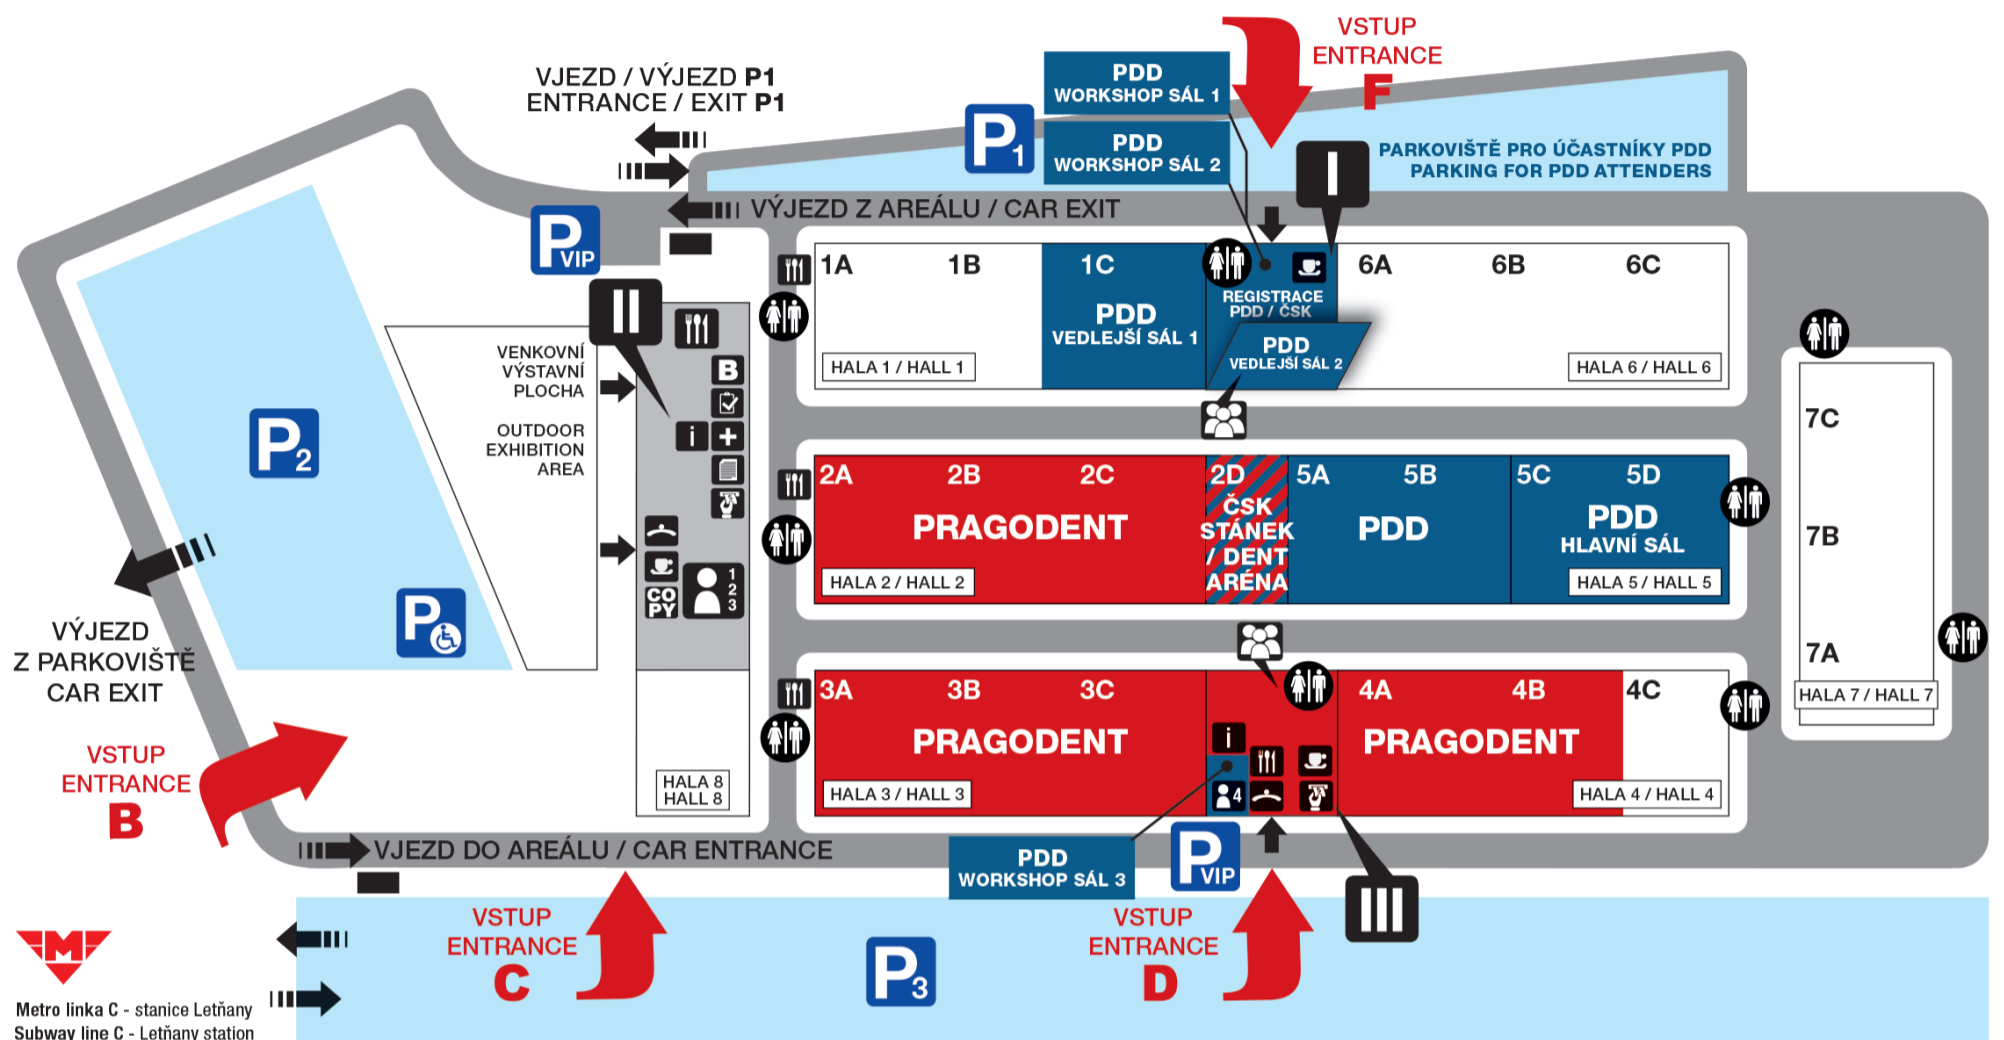 VSTUP
ENTRANCE
F
PDD
WORKSHOP SÁL 1
VJEZD / VÝJEZD P1
ENTRANCE / EXIT P1
P1
PDD
WORKSHOP SÁL 2
I
PARKOVIŠTĚ PRO ÚČASTNÍKY PDD
PARKING FOR PDD ATTENDERS
VÝJEZD Z AREÁLU / CAR EXIT
P VIP
1A
1B
1C
6A
6B
6C
PDD
VEDLEJŠÍ SÁL 1
REGISTRACE
PDD / ČSK
PDD
VEDLEJŠÍ SÁL 2
HALA 1 / HALL 1
HALA 6 / HALL 6
II
VENKOVNÍ
VÝSTAVNÍ
PLOCHA
OUTDOOR
EXHIBITION
AREA
B
i
P2
P
CO
PY
1
2
3
7C
7B
7A
HALA 7 / HALL 7
2A
2B
2C
2D
5A
5B
5C
5D
PRAGODENT
ČSK
STÁNEK
/ DENT
ARÉNA
PDD
PDD
HLAVNÍ SÁL
HALA 2 / HALL 2
HALA 5 / HALL 5
VÝJEZD
Z PARKOVIŠTĚ
CAR EXIT
3A
3B
3C
4A
4B
4C
PRAGODENT
PRAGODENT
i
4
HALA 3 / HALL 3
HALA 4 / HALL 4
HALA 8
HALL 8
VSTUP
ENTRANCE
B
VJEZD DO AREÁLU / CAR ENTRANCE
PDD
WORKSHOP SÁL 3
P VIP
III
VSTUP
ENTRANCE
C
P3
VSTUP
ENTRANCE
D
M
Metro linka C - stanice Letňany
Subway line C - Letňany station